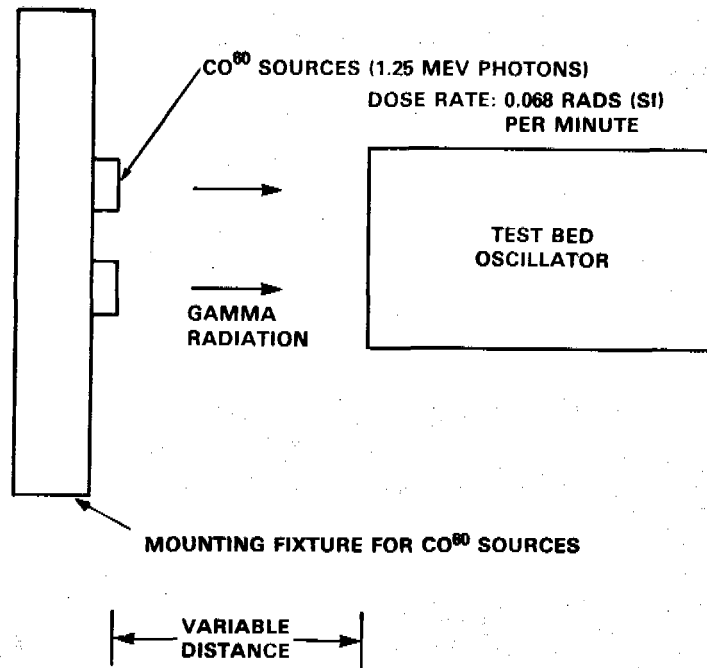 CO⁶⁰ SOURCES (1.25 MEV PHOTONS)
DOSE RATE: 0.068 RADS (SI)
PER MINUTE
TEST BED
OSCILLATOR
GAMMA
RADIATION
MOUNTING FIXTURE FOR CO⁶⁰ SOURCES
VARIABLE
DISTANCE